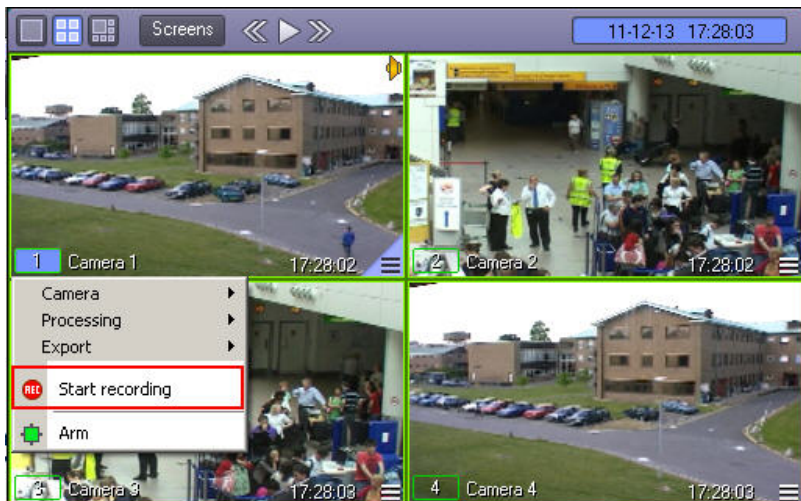 Screens
11-12-13 17:28:03
1 Camera 1 17:28:02
2 Camera 2 17:28:02
Camera
Processing
Export
REC Start recording
Arm
3 Camera 3 17:28:03
4 Camera 4 17:28:03